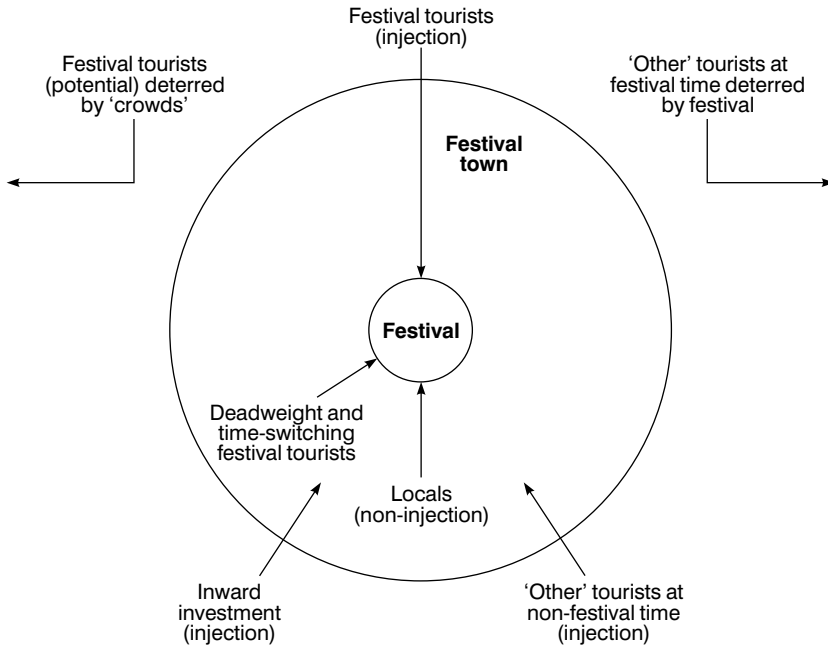 Festival tourists
(injection)
Festival tourists
(potential) deterred
by ‘crowds’
‘Other’ tourists at
festival time deterred
by festival
Festival
town
Festival
Deadweight and
time-switching
festival tourists
Locals
(non-injection)
Inward
investment
(injection)
‘Other’ tourists at
non-festival time
(injection)